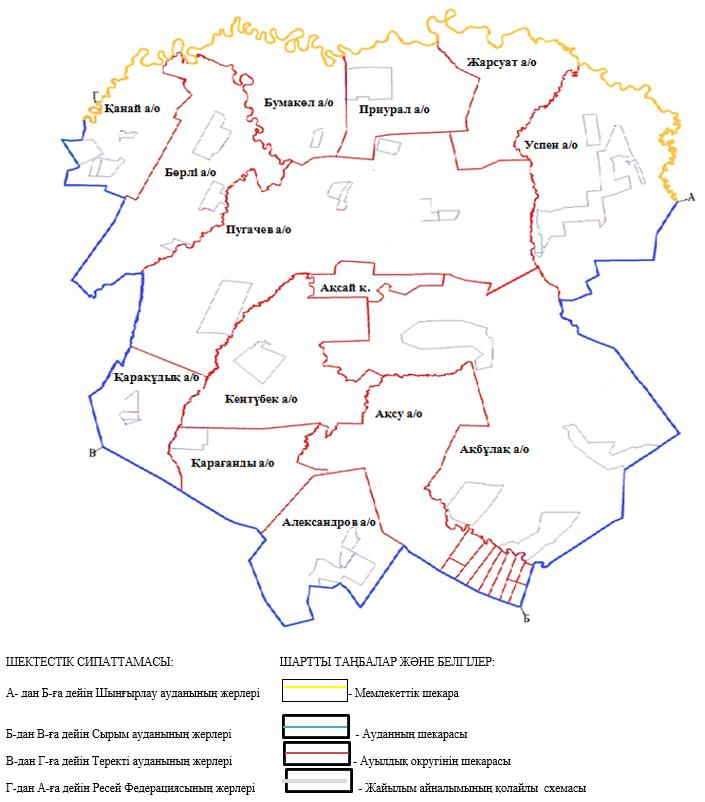 Жарсуат а/о
Г
Қанай а/о
Бумакөл а/о
Приурал а/о
Успен а/о
Бөрлі а/о
А
Пугачев а/о
Ақсай қ.
Қарақұдық а/о
Кентүбек а/о
Ақсу а/о
В
Ақбұлақ а/о
Қарағанды а/о
Александров а/о
Б
ШЕКТЕСТІК СИПАТТАМАСЫ:
ШАРТТЫ ТАҢБАЛАР ЖӘНЕ БЕЛГІЛЕР:
А- дан Б-ға дейін Шыңғырлау ауданының жерлері
- Мемлекеттік шекара
Б-дан В-ға дейін Сырым ауданының жерлері
- Ауданның шекарасы
В-дан Г-ға дейін Теректі ауданының жерлері
- Ауылдық округінің шекарасы
Г-дан А-ға дейін Ресей Федерациясының жерлері
- Жайылым айналымының қолайлы схемасы